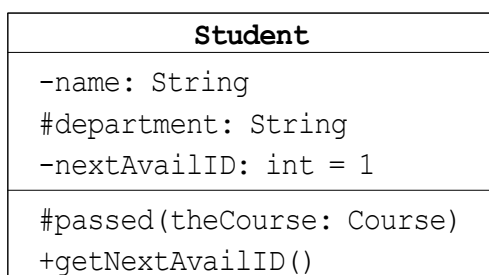 Student
-name: String
#department: String
-nextAvailID: int = 1
#passed(theCourse: Course)
+getNextAvailID()